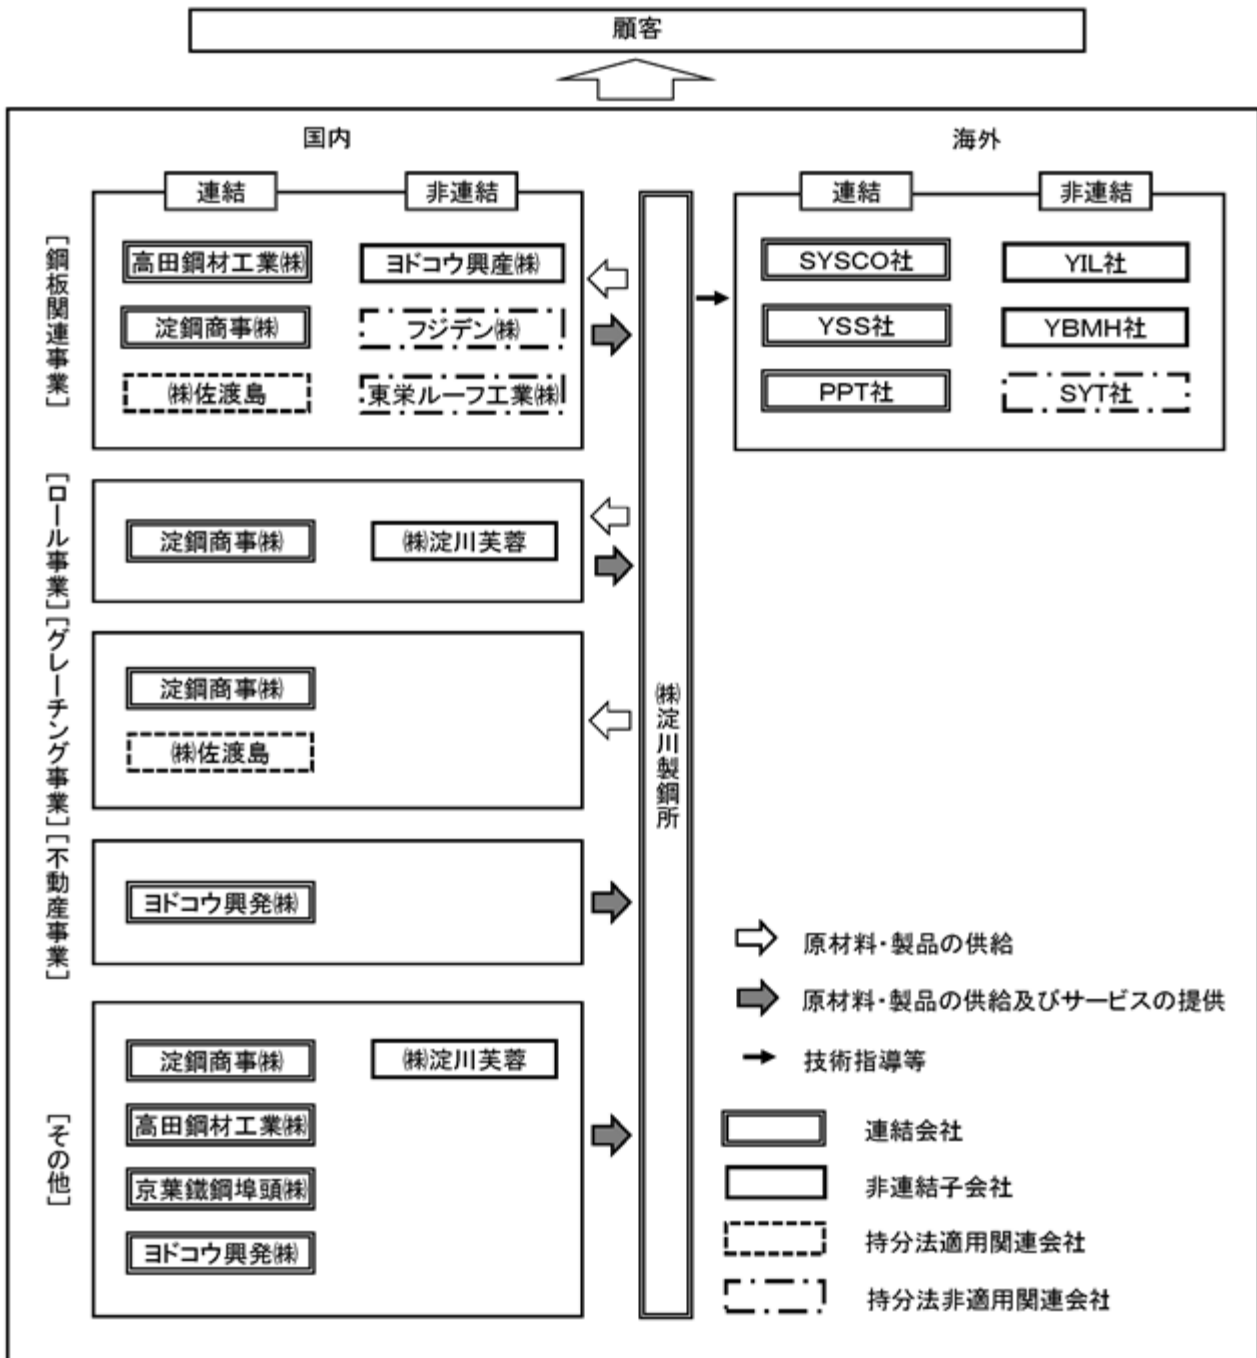 顧客
国内
海外
連結
非連結
連結
非連結
[鋼板関連事業]
高田鋼材工業㈱
ヨドコウ興産㈱
淀鋼商事㈱
フジデン㈱
㈱佐渡島
東栄ルーフ工業㈱
SYSCO社
YIL社
YSS社
YBMH社
PPT社
SYT社
[ロール事業]
淀鋼商事㈱
㈱淀川芙蓉
[グレーチング事業]
淀鋼商事㈱
㈱佐渡島
㈱淀川製鋼所
[不動産事業]
ヨドコウ興発㈱
[その他]
淀鋼商事㈱
㈱淀川芙蓉
高田鋼材工業㈱
京葉鐵鋼埠頭㈱
ヨドコウ興発㈱
原材料・製品の供給
原材料・製品の供給及びサービスの提供
技術指導等
連結会社
非連結子会社
持分法適用関連会社
持分法非適用関連会社